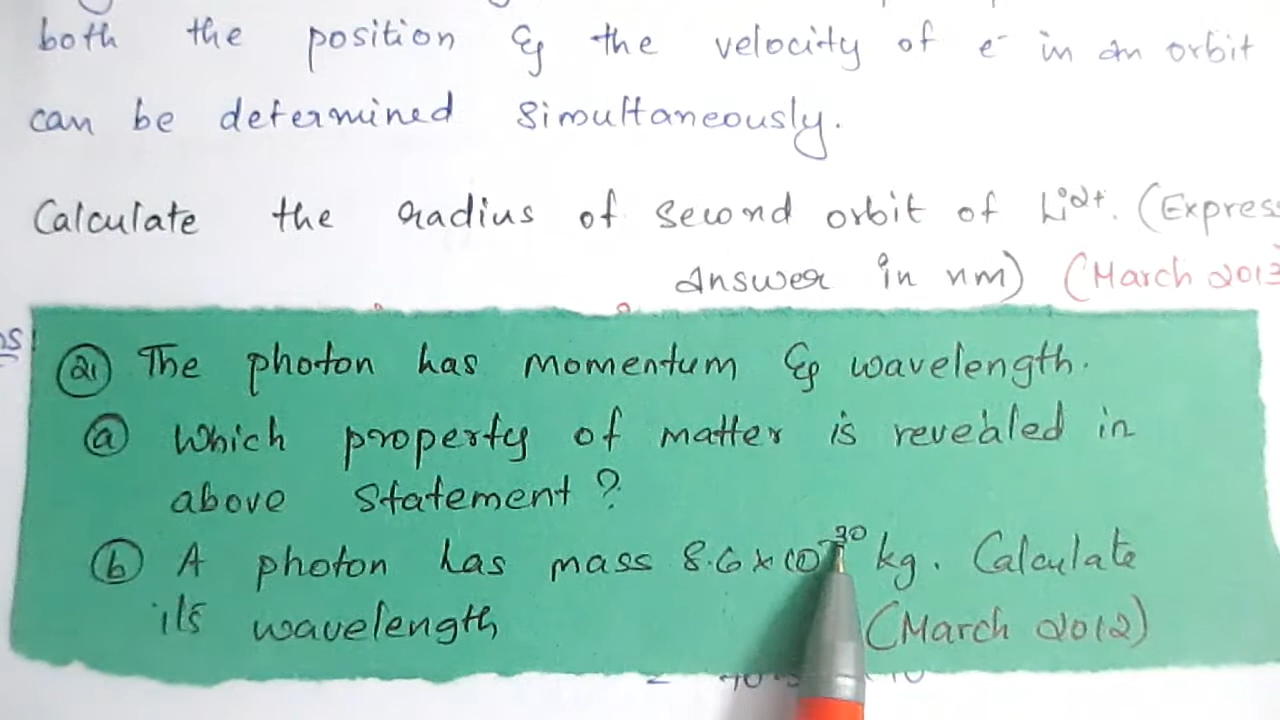 both the position & the velocity of e⁻ in an orbit
can be determined simultaneously.
Calculate the radius of second orbit of Li²⁺. (Express
Answer in nm) (March 2013
21 The photon has momentum & wavelength.
a Which property of matter is revealed in
above statement?
b A photon has mass 8.6 × 10⁻³⁰ kg. Calculate
its wavelength (March 2012)